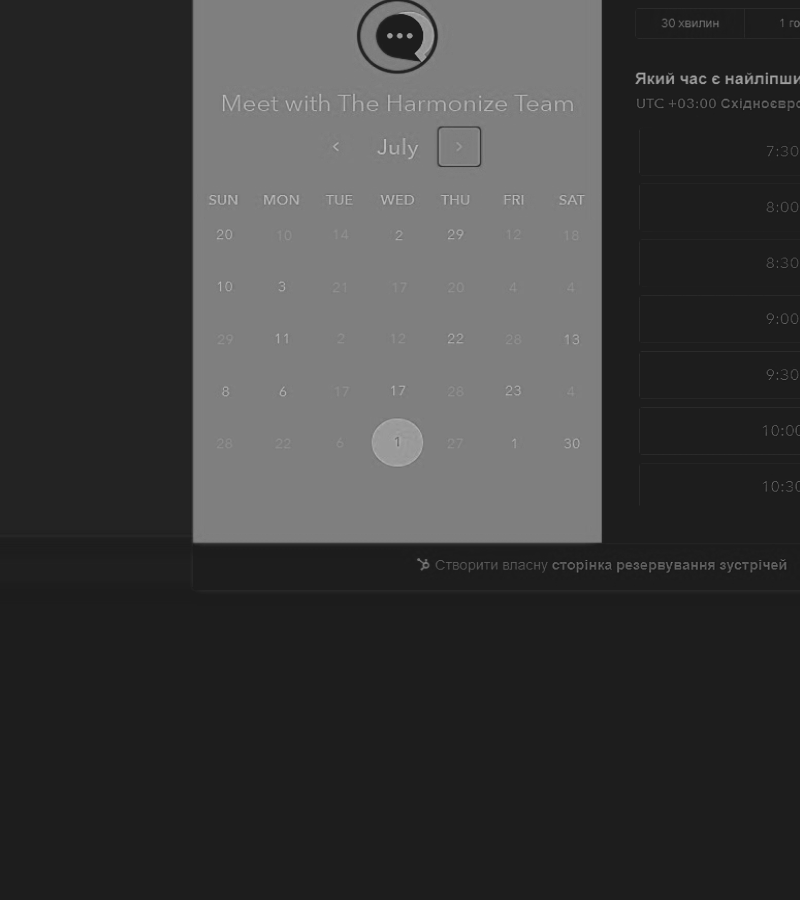 Meet with The Harmonize Team
July
SUN MON TUE WED THU FRI SAT
20 10 14 2 29 12 18
10 3 21 17 20 4 4
29 11 2 12 22 28 13
8 6 17 17 28 23 4
28 22 6 1 27 1 30
30 хвилин 1 го
Який час є найліпши
UTC +03:00 Східноєвро
7:30
8:00
8:30
9:00
9:30
10:00
10:30
Створити власну сторінка резервування зустрічей